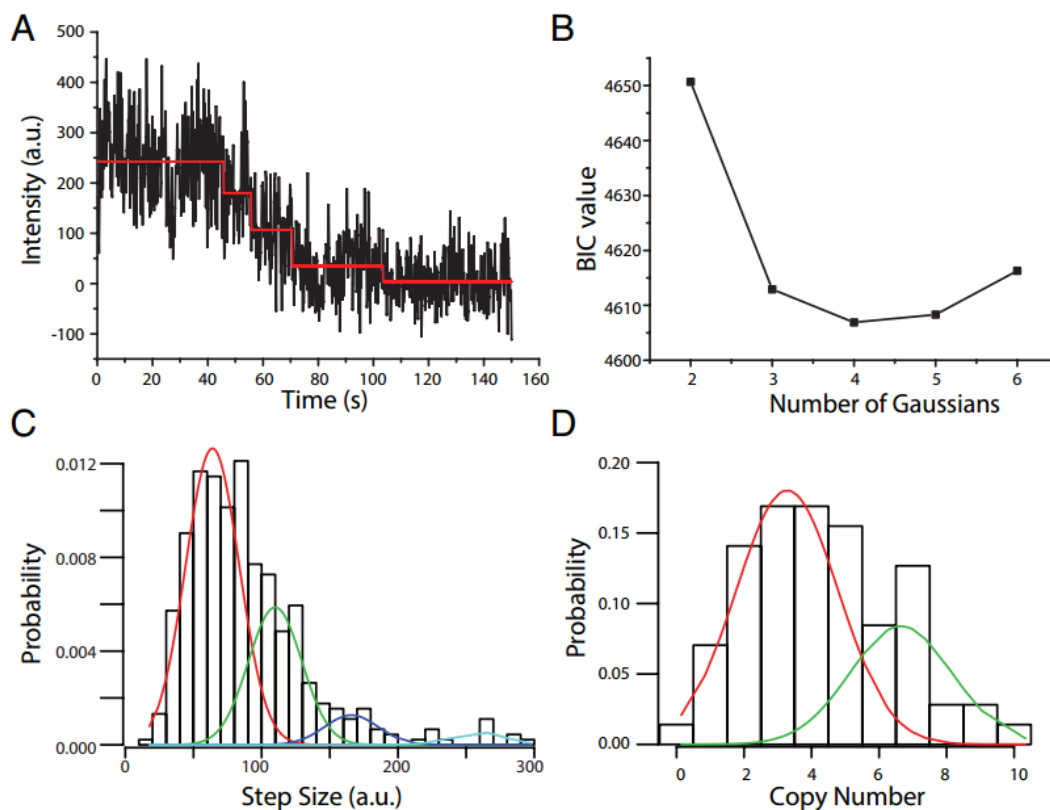 A
500
400
300
200
100
0
-100
Intensity (a.u.)
0 20 40 60 80 100 120 140 160
Time (s)
B
4650
4640
4630
4620
4610
4600
BIC value
2 3 4 5 6
Number of Gaussians
C
0.012
0.008
0.004
0.000
Probability
0 100 200 300
Step Size (a.u.)
D
0.20
0.15
0.10
0.05
0.00
Probability
0 2 4 6 8 10
Copy Number